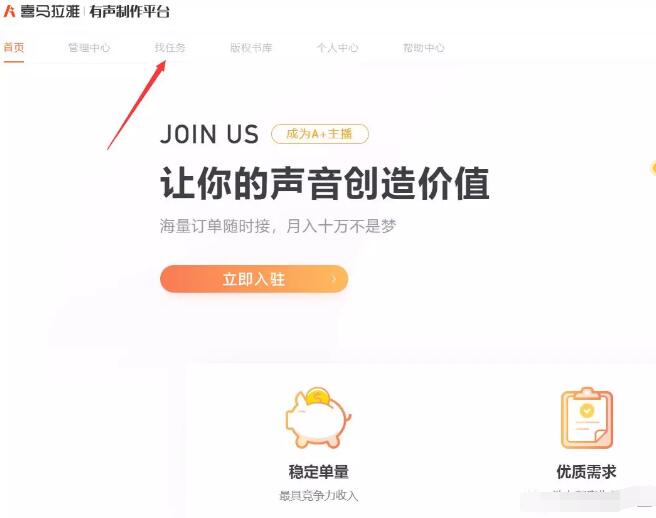 喜马拉雅 | 有声制作平台
首页 管理中心 找任务 版权书库 个人中心 帮助中心
JOIN US 成为A+主播
让你的声音创造价值
海量订单随时接，月入十万不是梦
立即入驻 ›
稳定单量 优质需求
最具竞争力收入